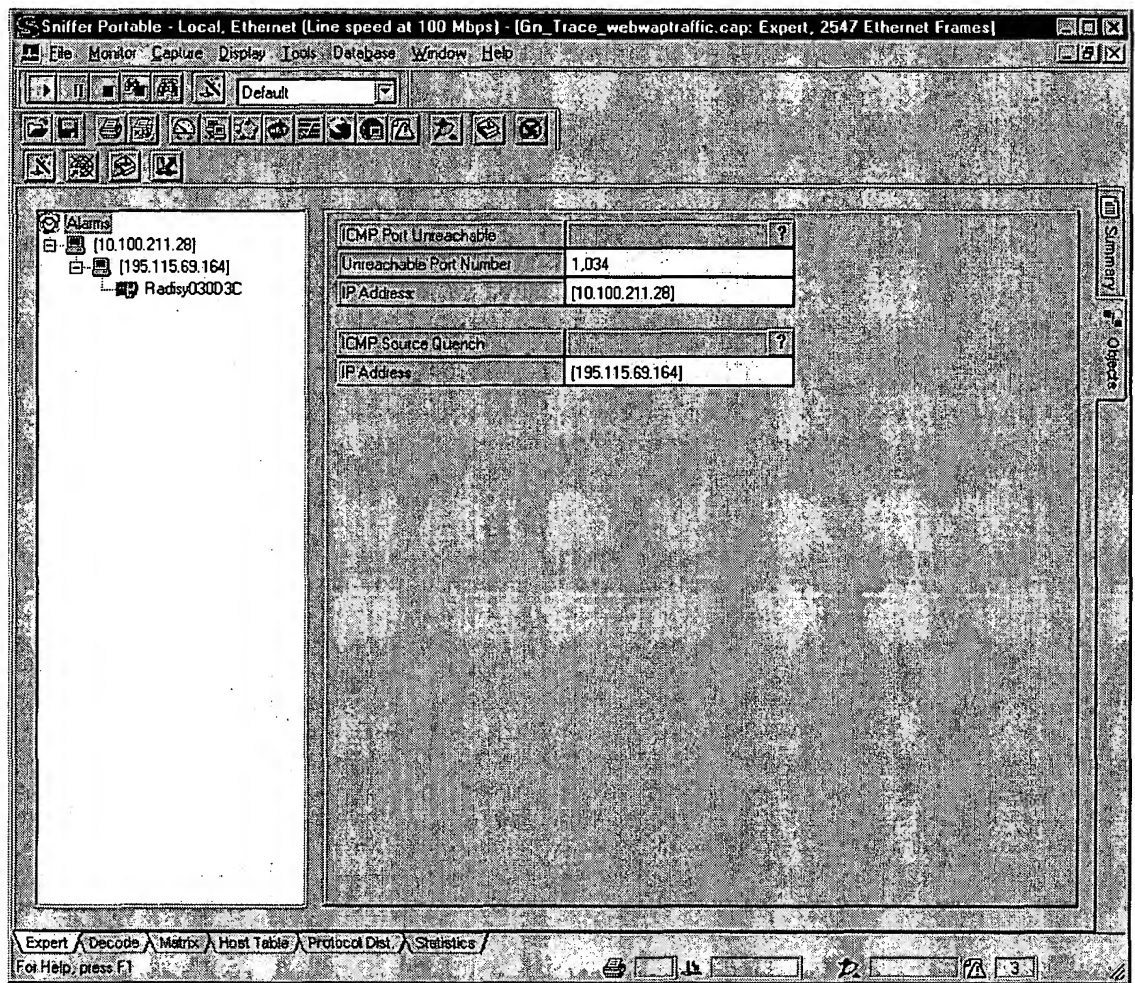 Sniffer Portable - Local, Ethernet (Line speed at 100 Mbps) - [Gn_Trace_webwaptraffic.cap: Expert, 2547 Ethernet Frames]
File Monitor Capture Display Tools Database Window Help
Default
Alarms
[10.100.211.28]
[195.115.69.164]
Radisy030D3C
ICMP Port Unreachable ?
Unreachable Port Number 1,034
IP Address [10.100.211.28]
ICMP Source Quench ?
IP Address [195.115.69.164]
Summary
Objects
Expert Decode Matrix Host Table Protocol Dist. Statistics
For Help, press F1 3